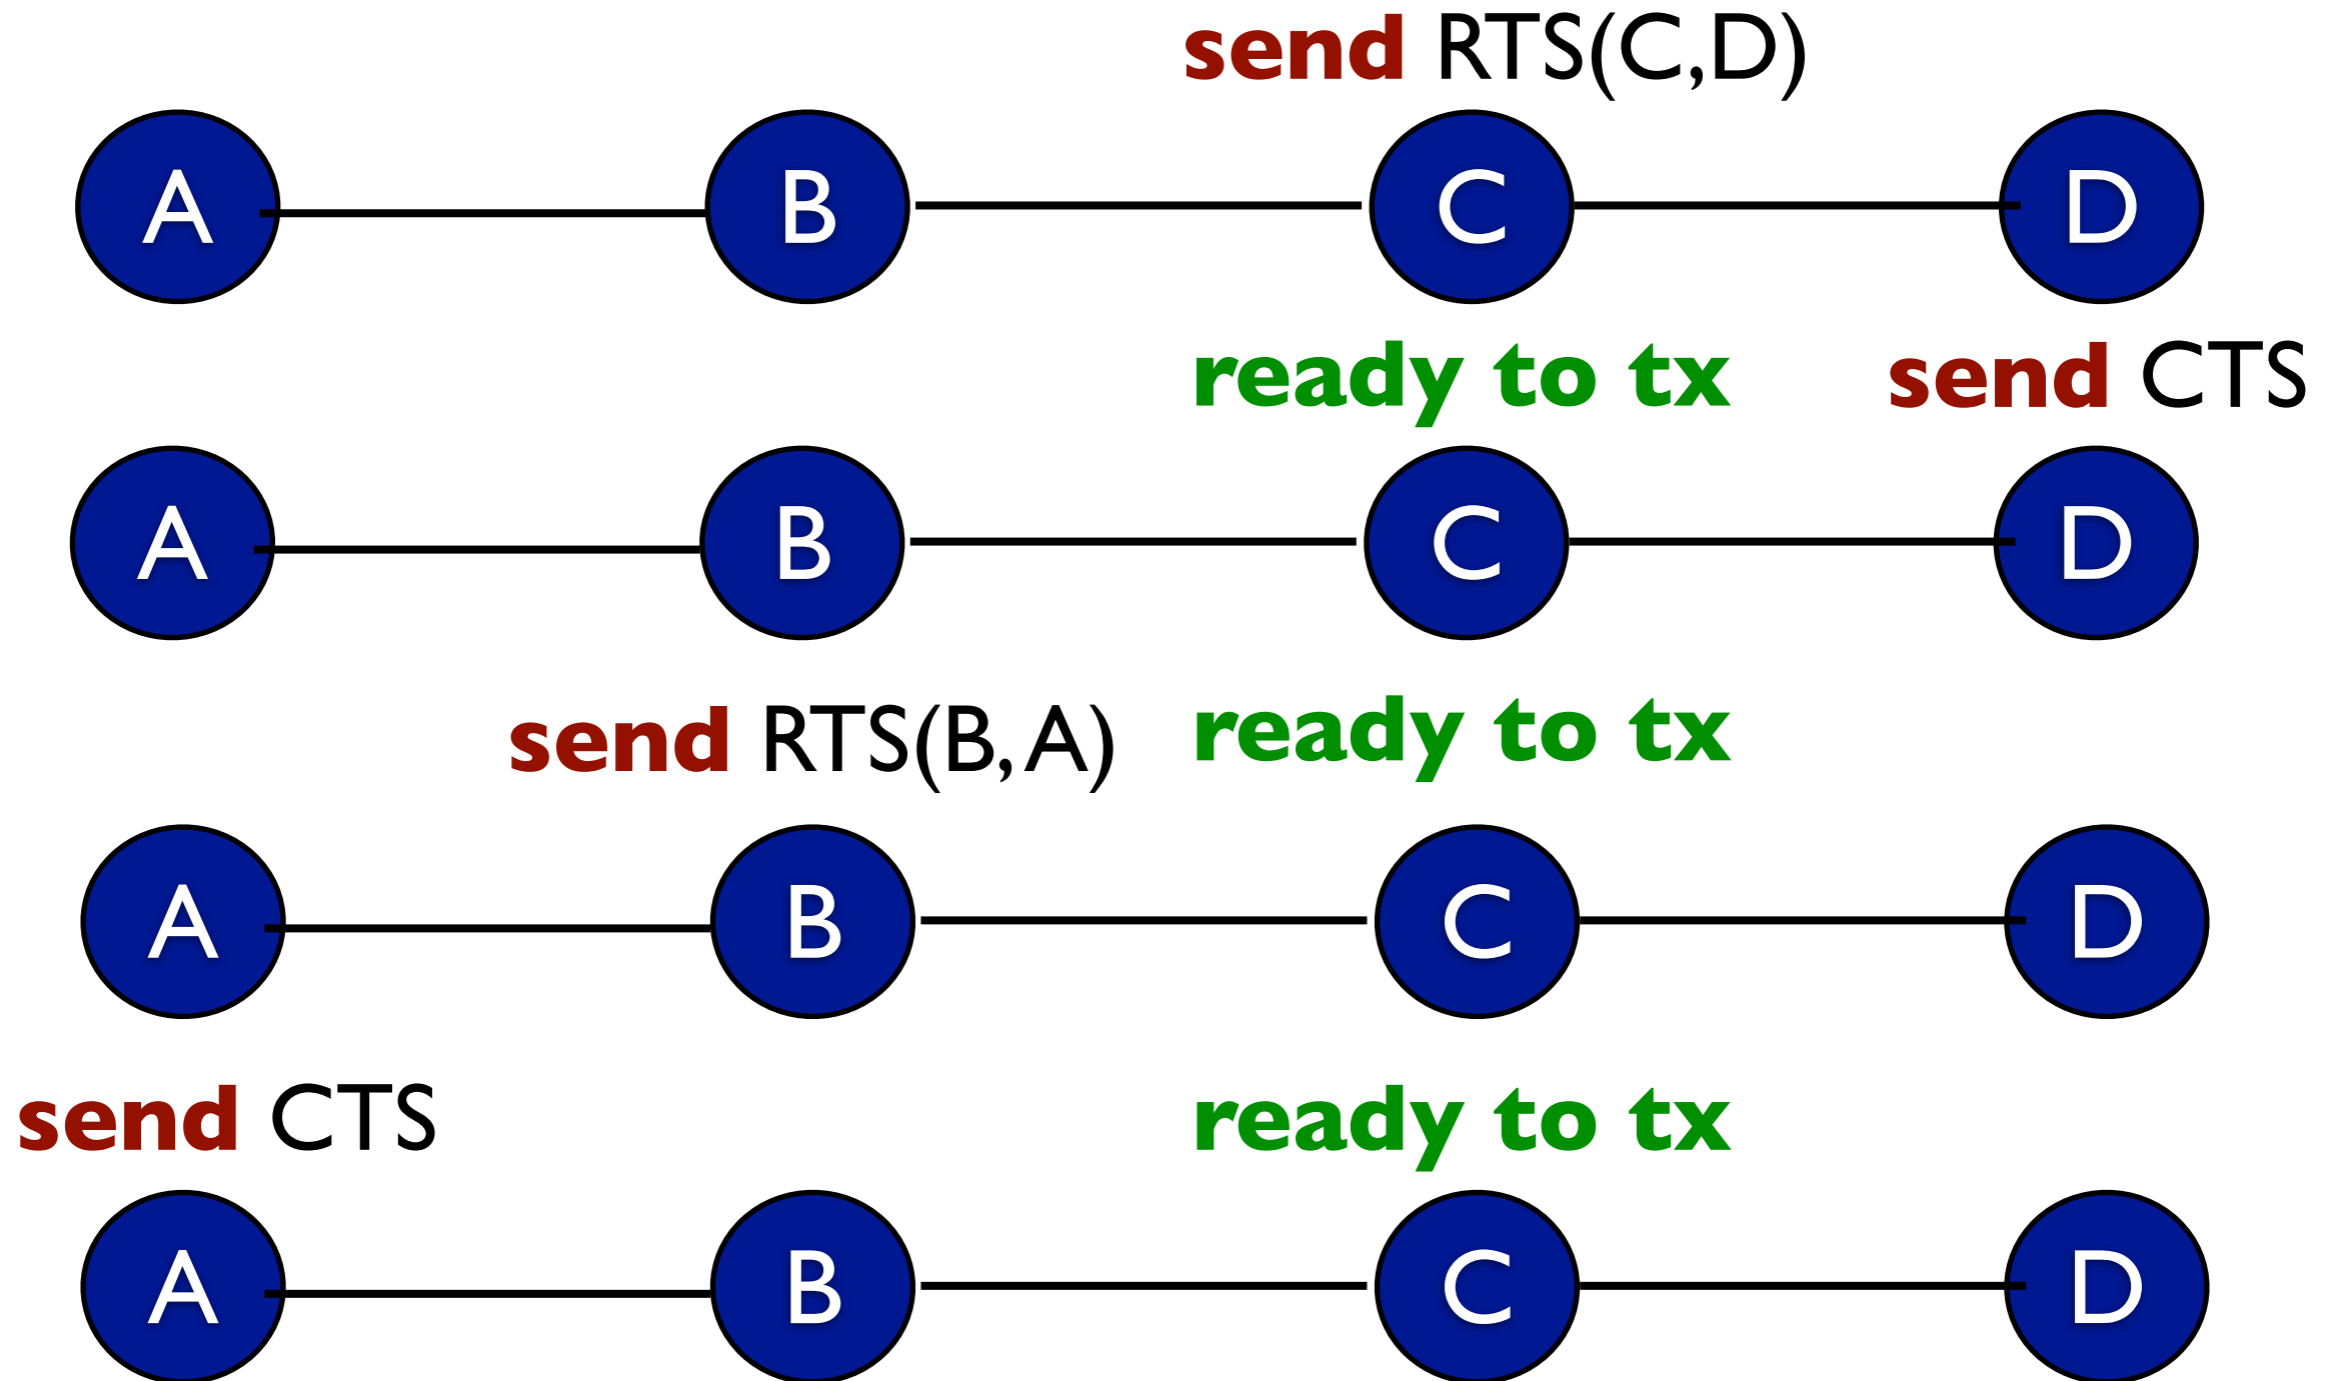 send RTS(C,D)
A B C D
ready to tx send CTS
A B C D
send RTS(B,A) ready to tx
A B C D
send CTS ready to tx
A B C D